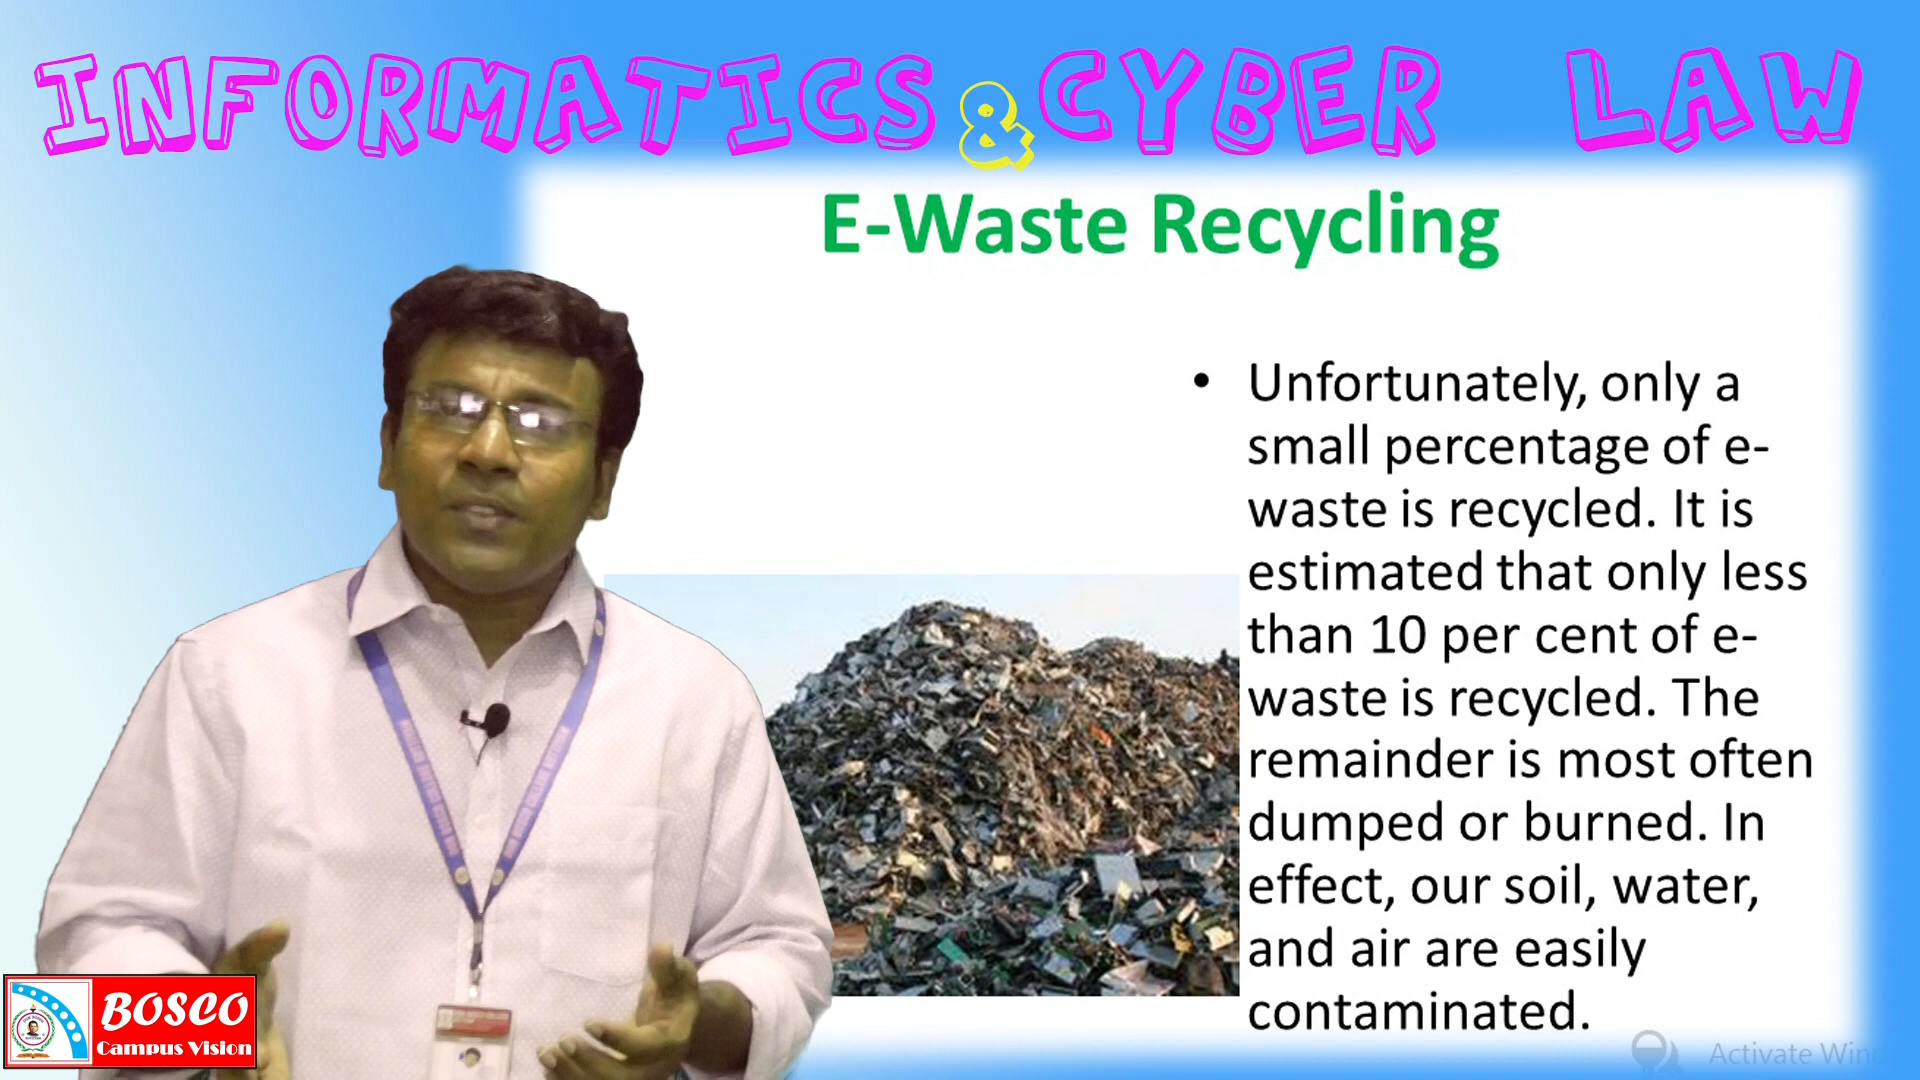 INFORMATICS & CYBER LAW
E-Waste Recycling
• Unfortunately, only a
small percentage of e-
waste is recycled. It is
estimated that only less
than 10 per cent of e-
waste is recycled. The
remainder is most often
dumped or burned. In
effect, our soil, water,
and air are easily
contaminated.
BOSCO
Campus Vision
Activate Win